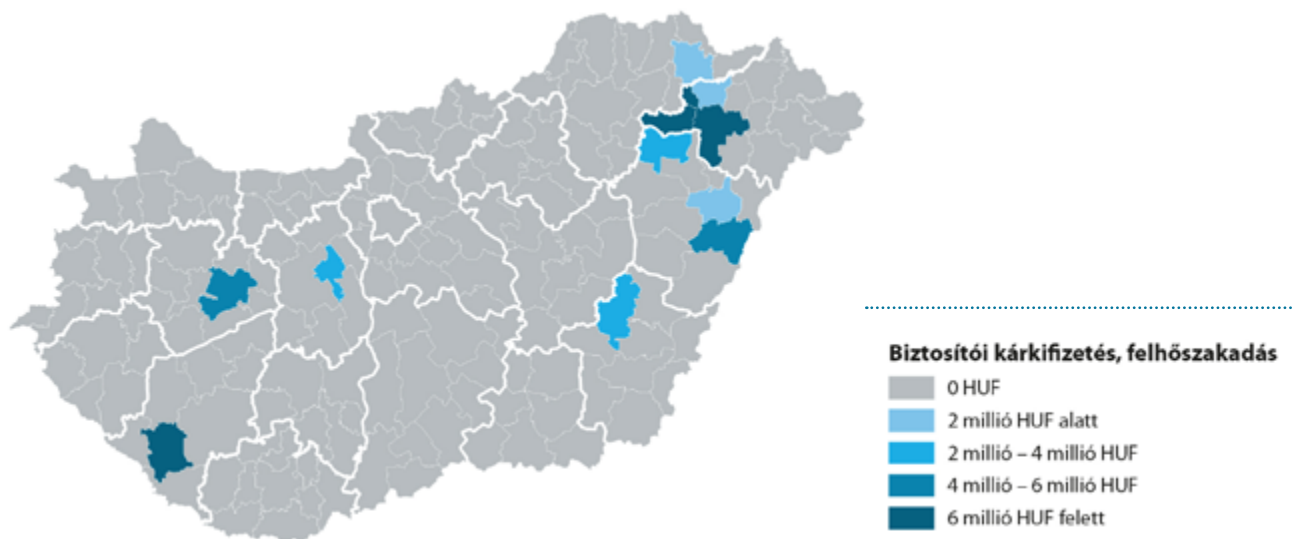 Biztosítói kárkifizetés, felhőszakadás
0 HUF
2 millió HUF alatt
2 millió – 4 millió HUF
4 millió – 6 millió HUF
6 millió HUF felett